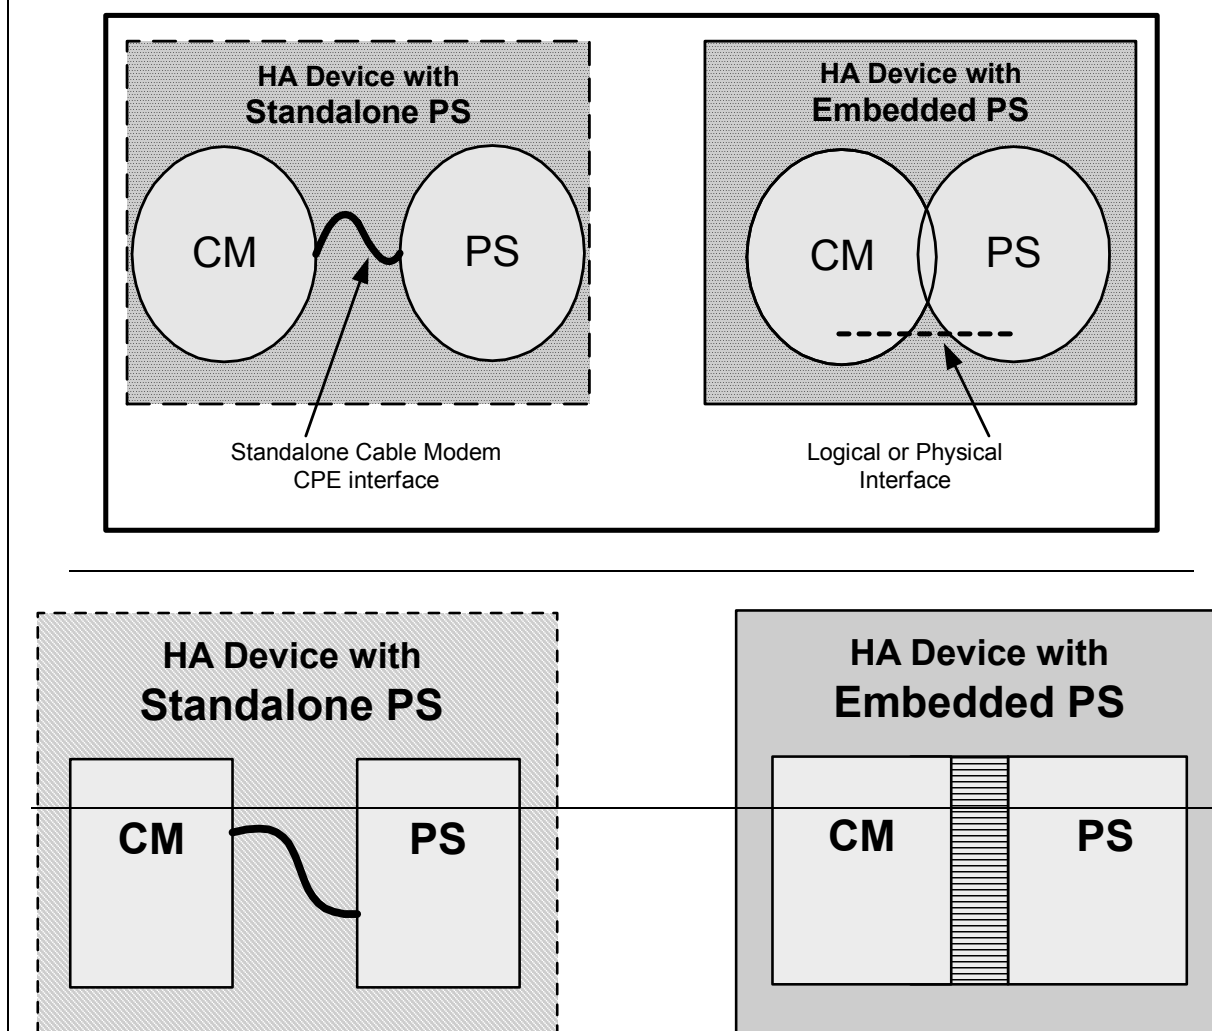 HA Device with
Standalone PS
CM
PS
Standalone Cable Modem
CPE interface
HA Device with
Embedded PS
CM
PS
Logical or Physical
Interface
HA Device with
Standalone PS
CM
PS
HA Device with
Embedded PS
CM
PS